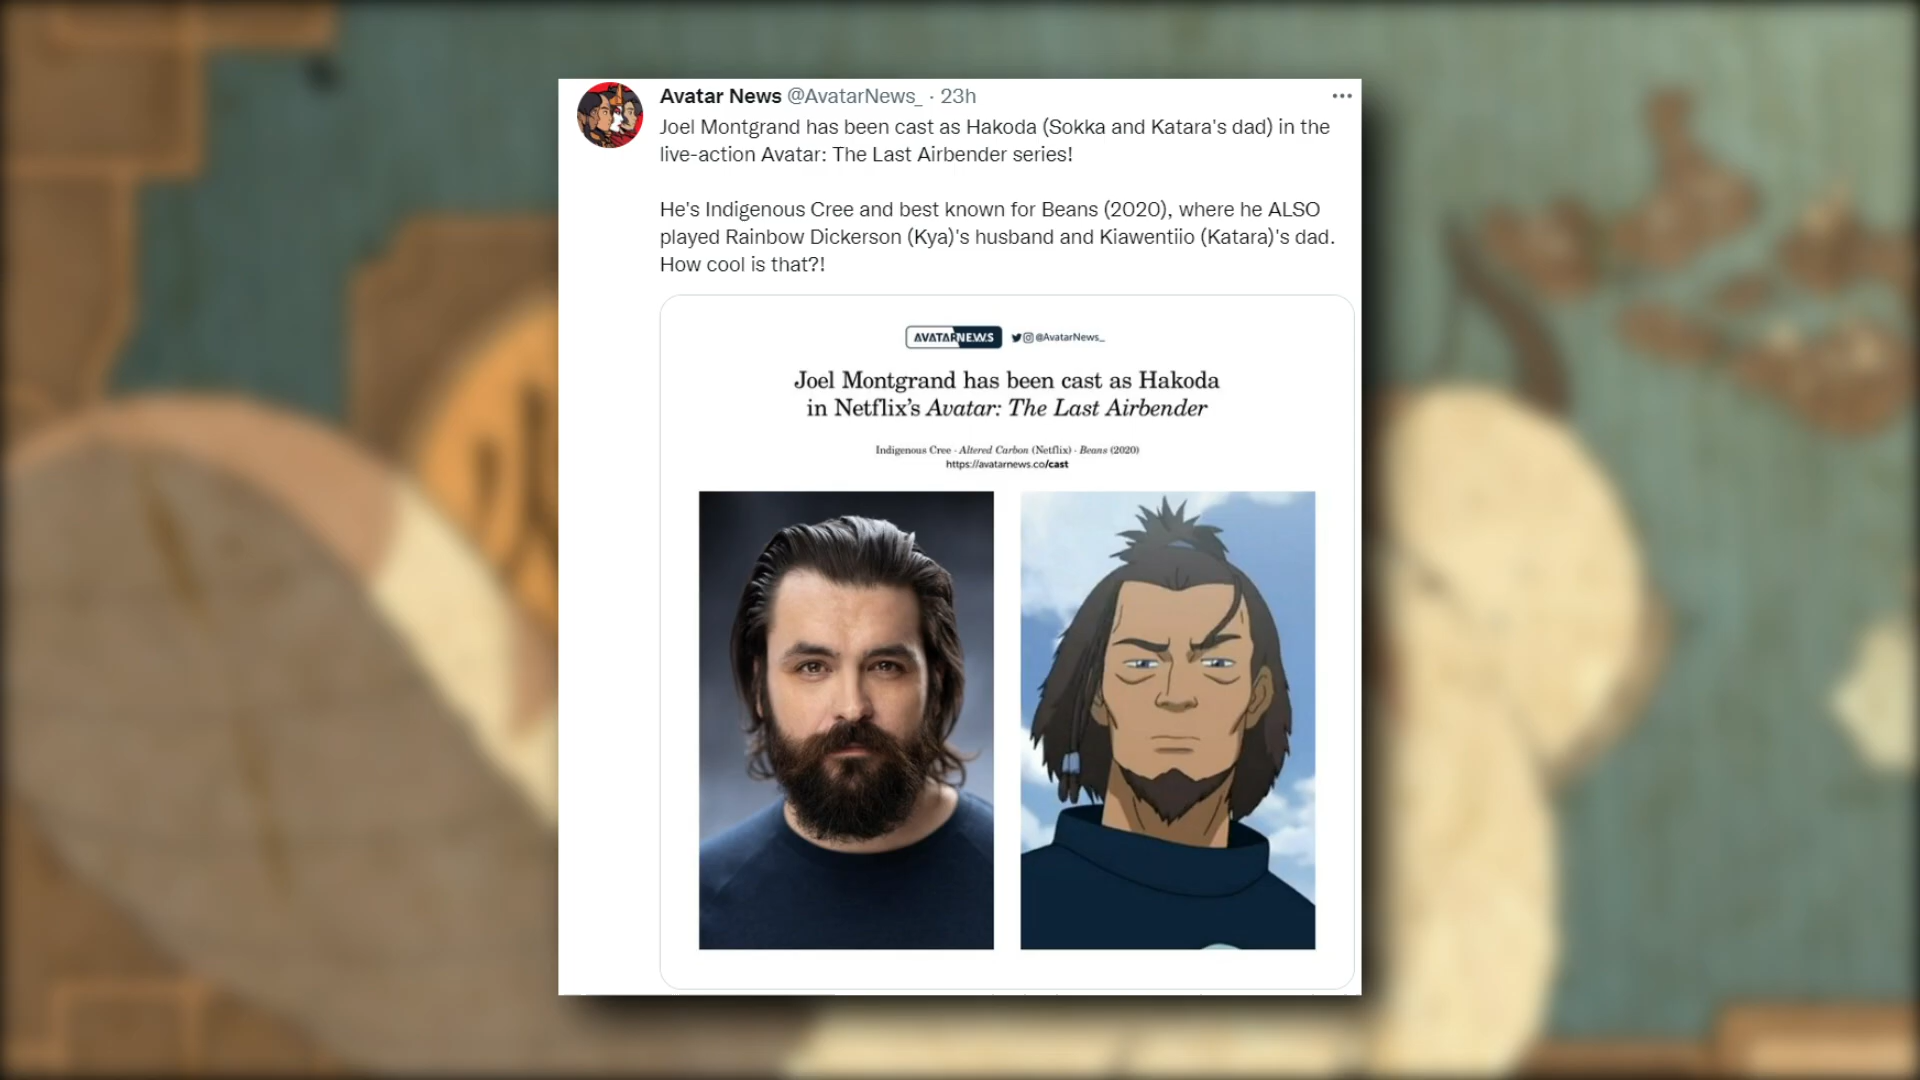 Avatar News @AvatarNews_ · 23h
Joel Montgrand has been cast as Hakoda (Sokka and Katara's dad) in the
live-action Avatar: The Last Airbender series!
He's Indigenous Cree and best known for Beans (2020), where he ALSO
played Rainbow Dickerson (Kya)'s husband and Kiawentiio (Katara)'s dad.
How cool is that?!
AVATARNEWS @AvatarNews_
Joel Montgrand has been cast as Hakoda
in Netflix's Avatar: The Last Airbender
Indigenous Cree · Altered Carbon (Netflix) · Beans (2020)
https://avatarnews.co/cast